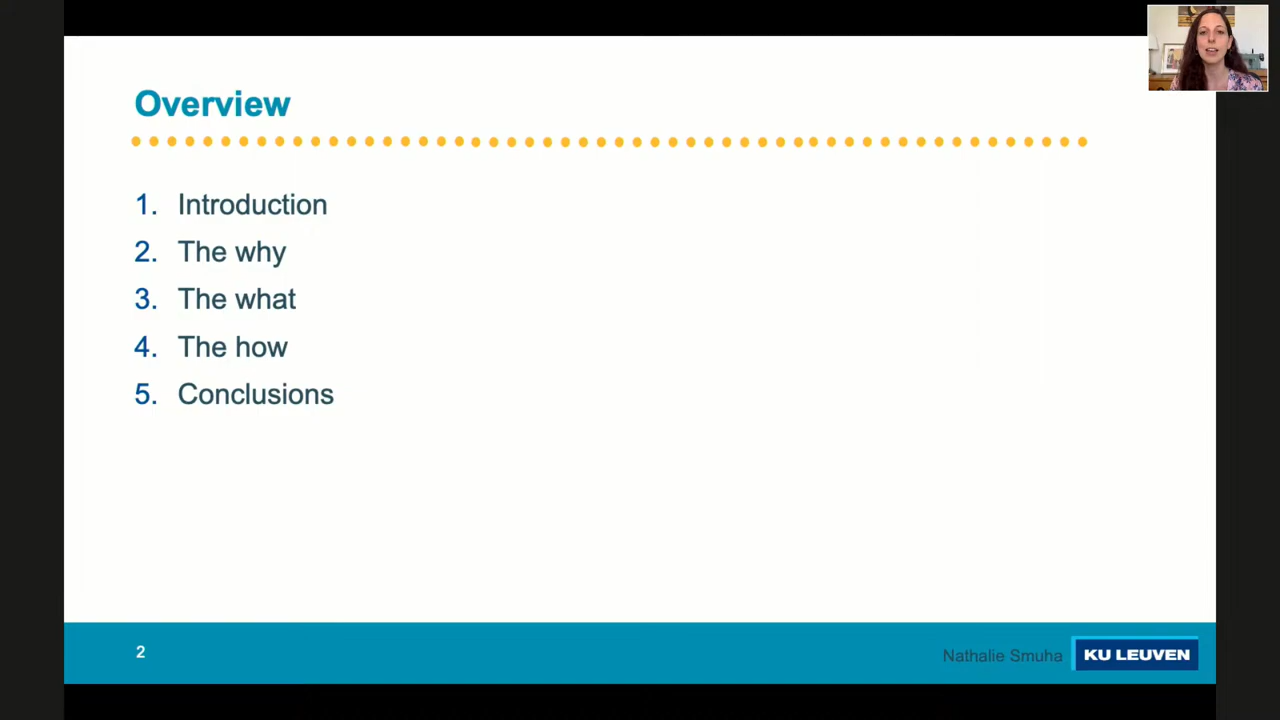 Overview
1. Introduction
2. The why
3. The what
4. The how
5. Conclusions
2
Nathalie Smuha
KU LEUVEN